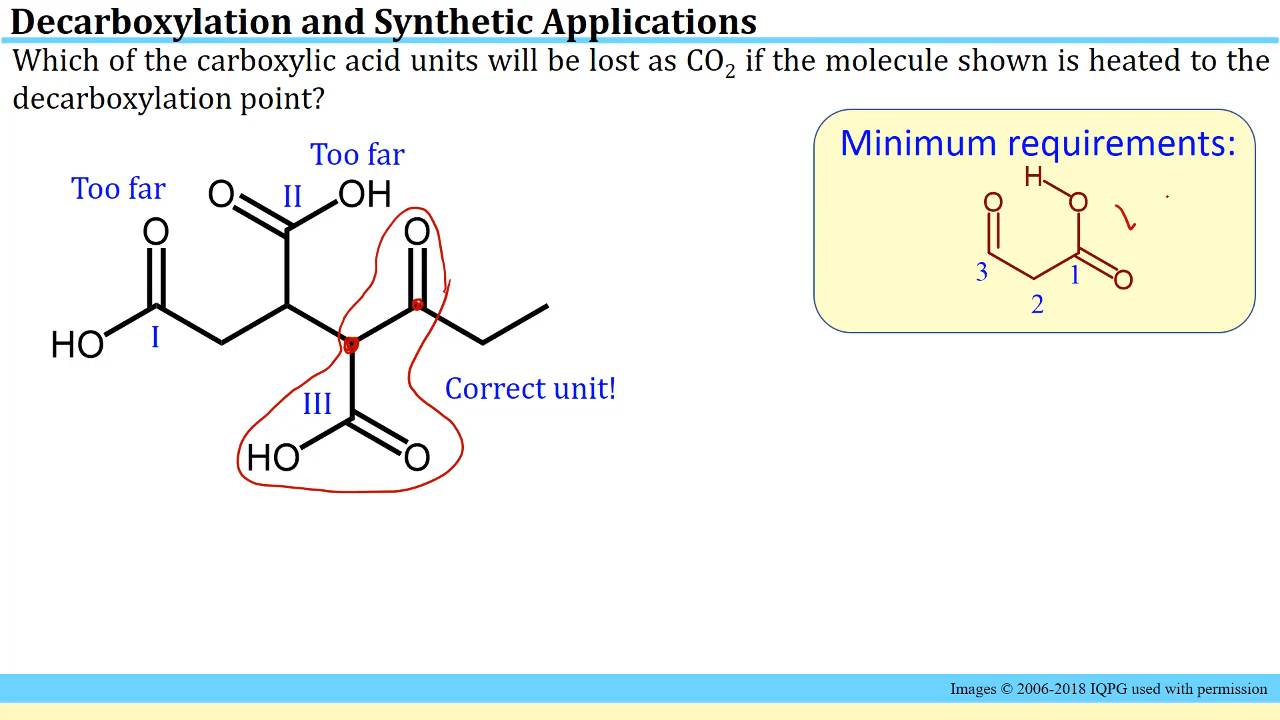 Decarboxylation and Synthetic Applications
Which of the carboxylic acid units will be lost as CO₂ if the molecule shown is heated to the
decarboxylation point?
Minimum requirements:
Too far
Too far
O
II
OH
O
O
HO
I
III
HO
O
Correct unit!
H
O
O
3
1
O
2
Images © 2006-2018 IQPG used with permission